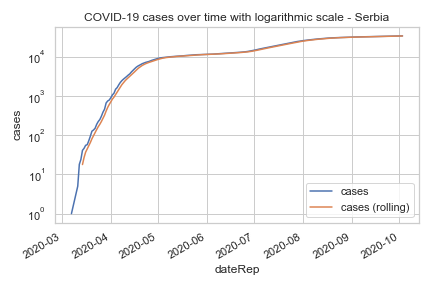 COVID-19 cases over time with logarithmic scale - Serbia
cases
10⁴
10³
10²
10¹
10⁰
cases
cases (rolling)
2020-03
2020-04
2020-05
2020-06
2020-07
2020-08
2020-09
2020-10
dateRep